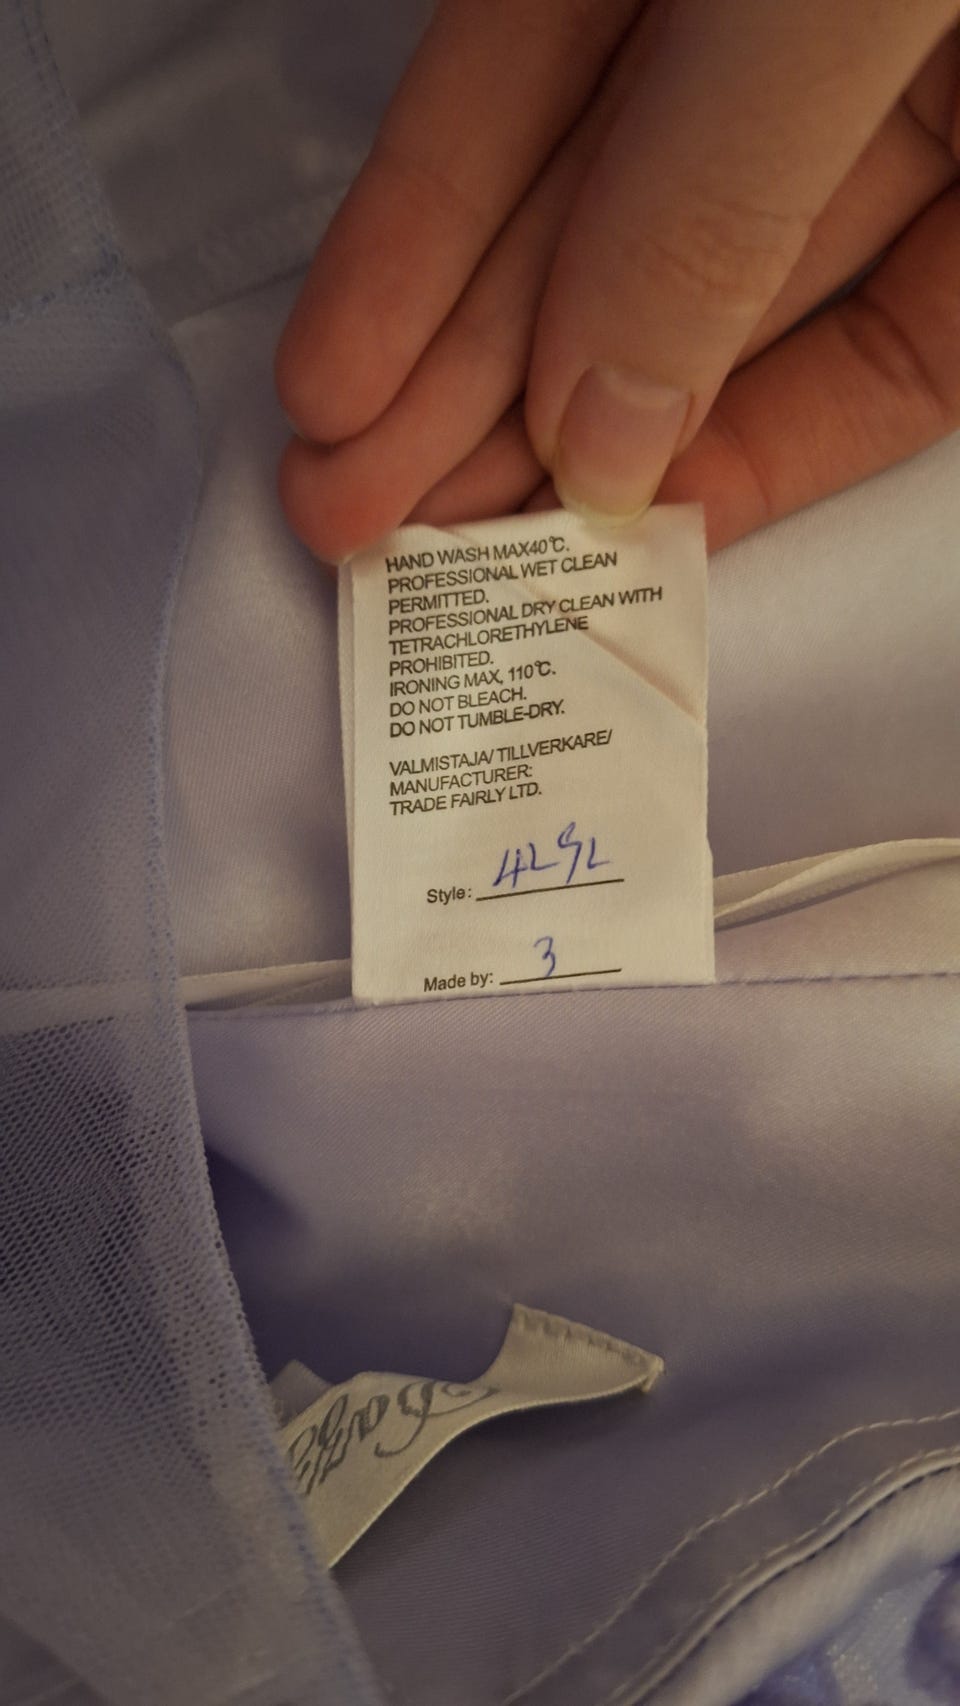 HAND WASH MAX40℃.
PROFESSIONAL WET CLEAN
PERMITTED.
PROFESSIONAL DRY CLEAN WITH
TETRACHLORETHYLENE
PROHIBITED.
IRONING MAX, 110℃.
DO NOT BLEACH.
DO NOT TUMBLE-DRY.
VALMISTAJA/ TILLVERKARE/
MANUFACTURER:
TRADE FAIRLY LTD.
Style:
Made by: 3